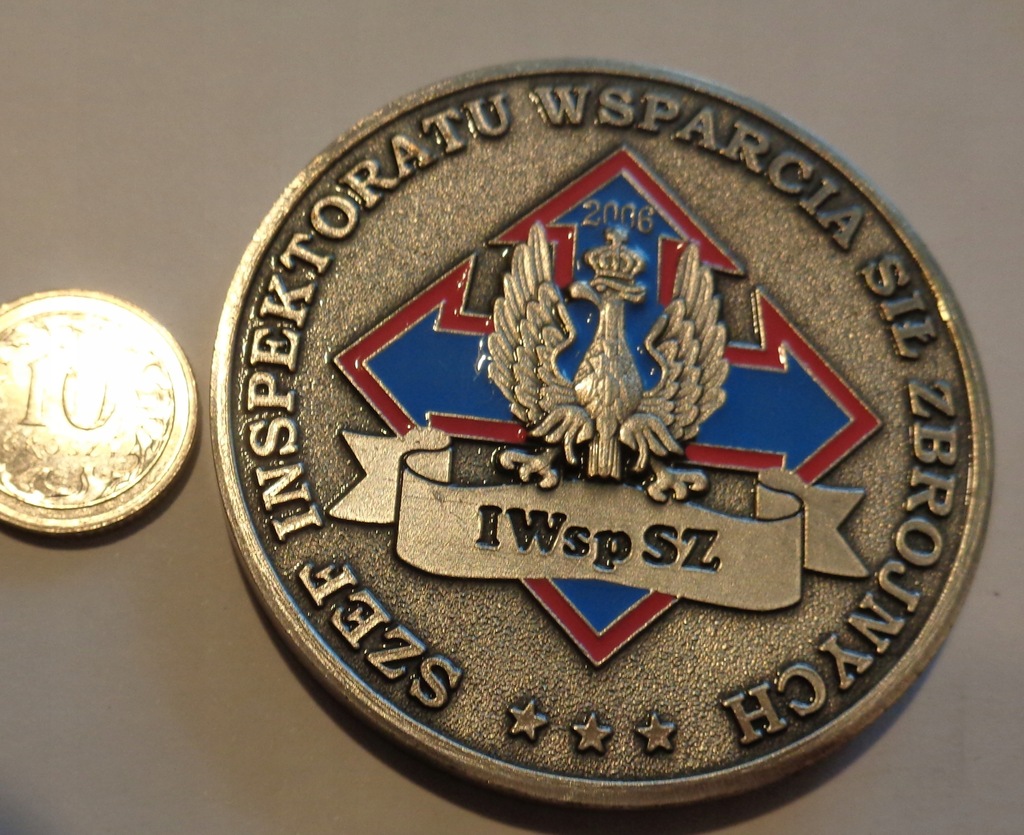 SZEF INSPEKTORATU WSPARCIA SIŁ ZBROJNYCH
2006
IWsp SZ
10